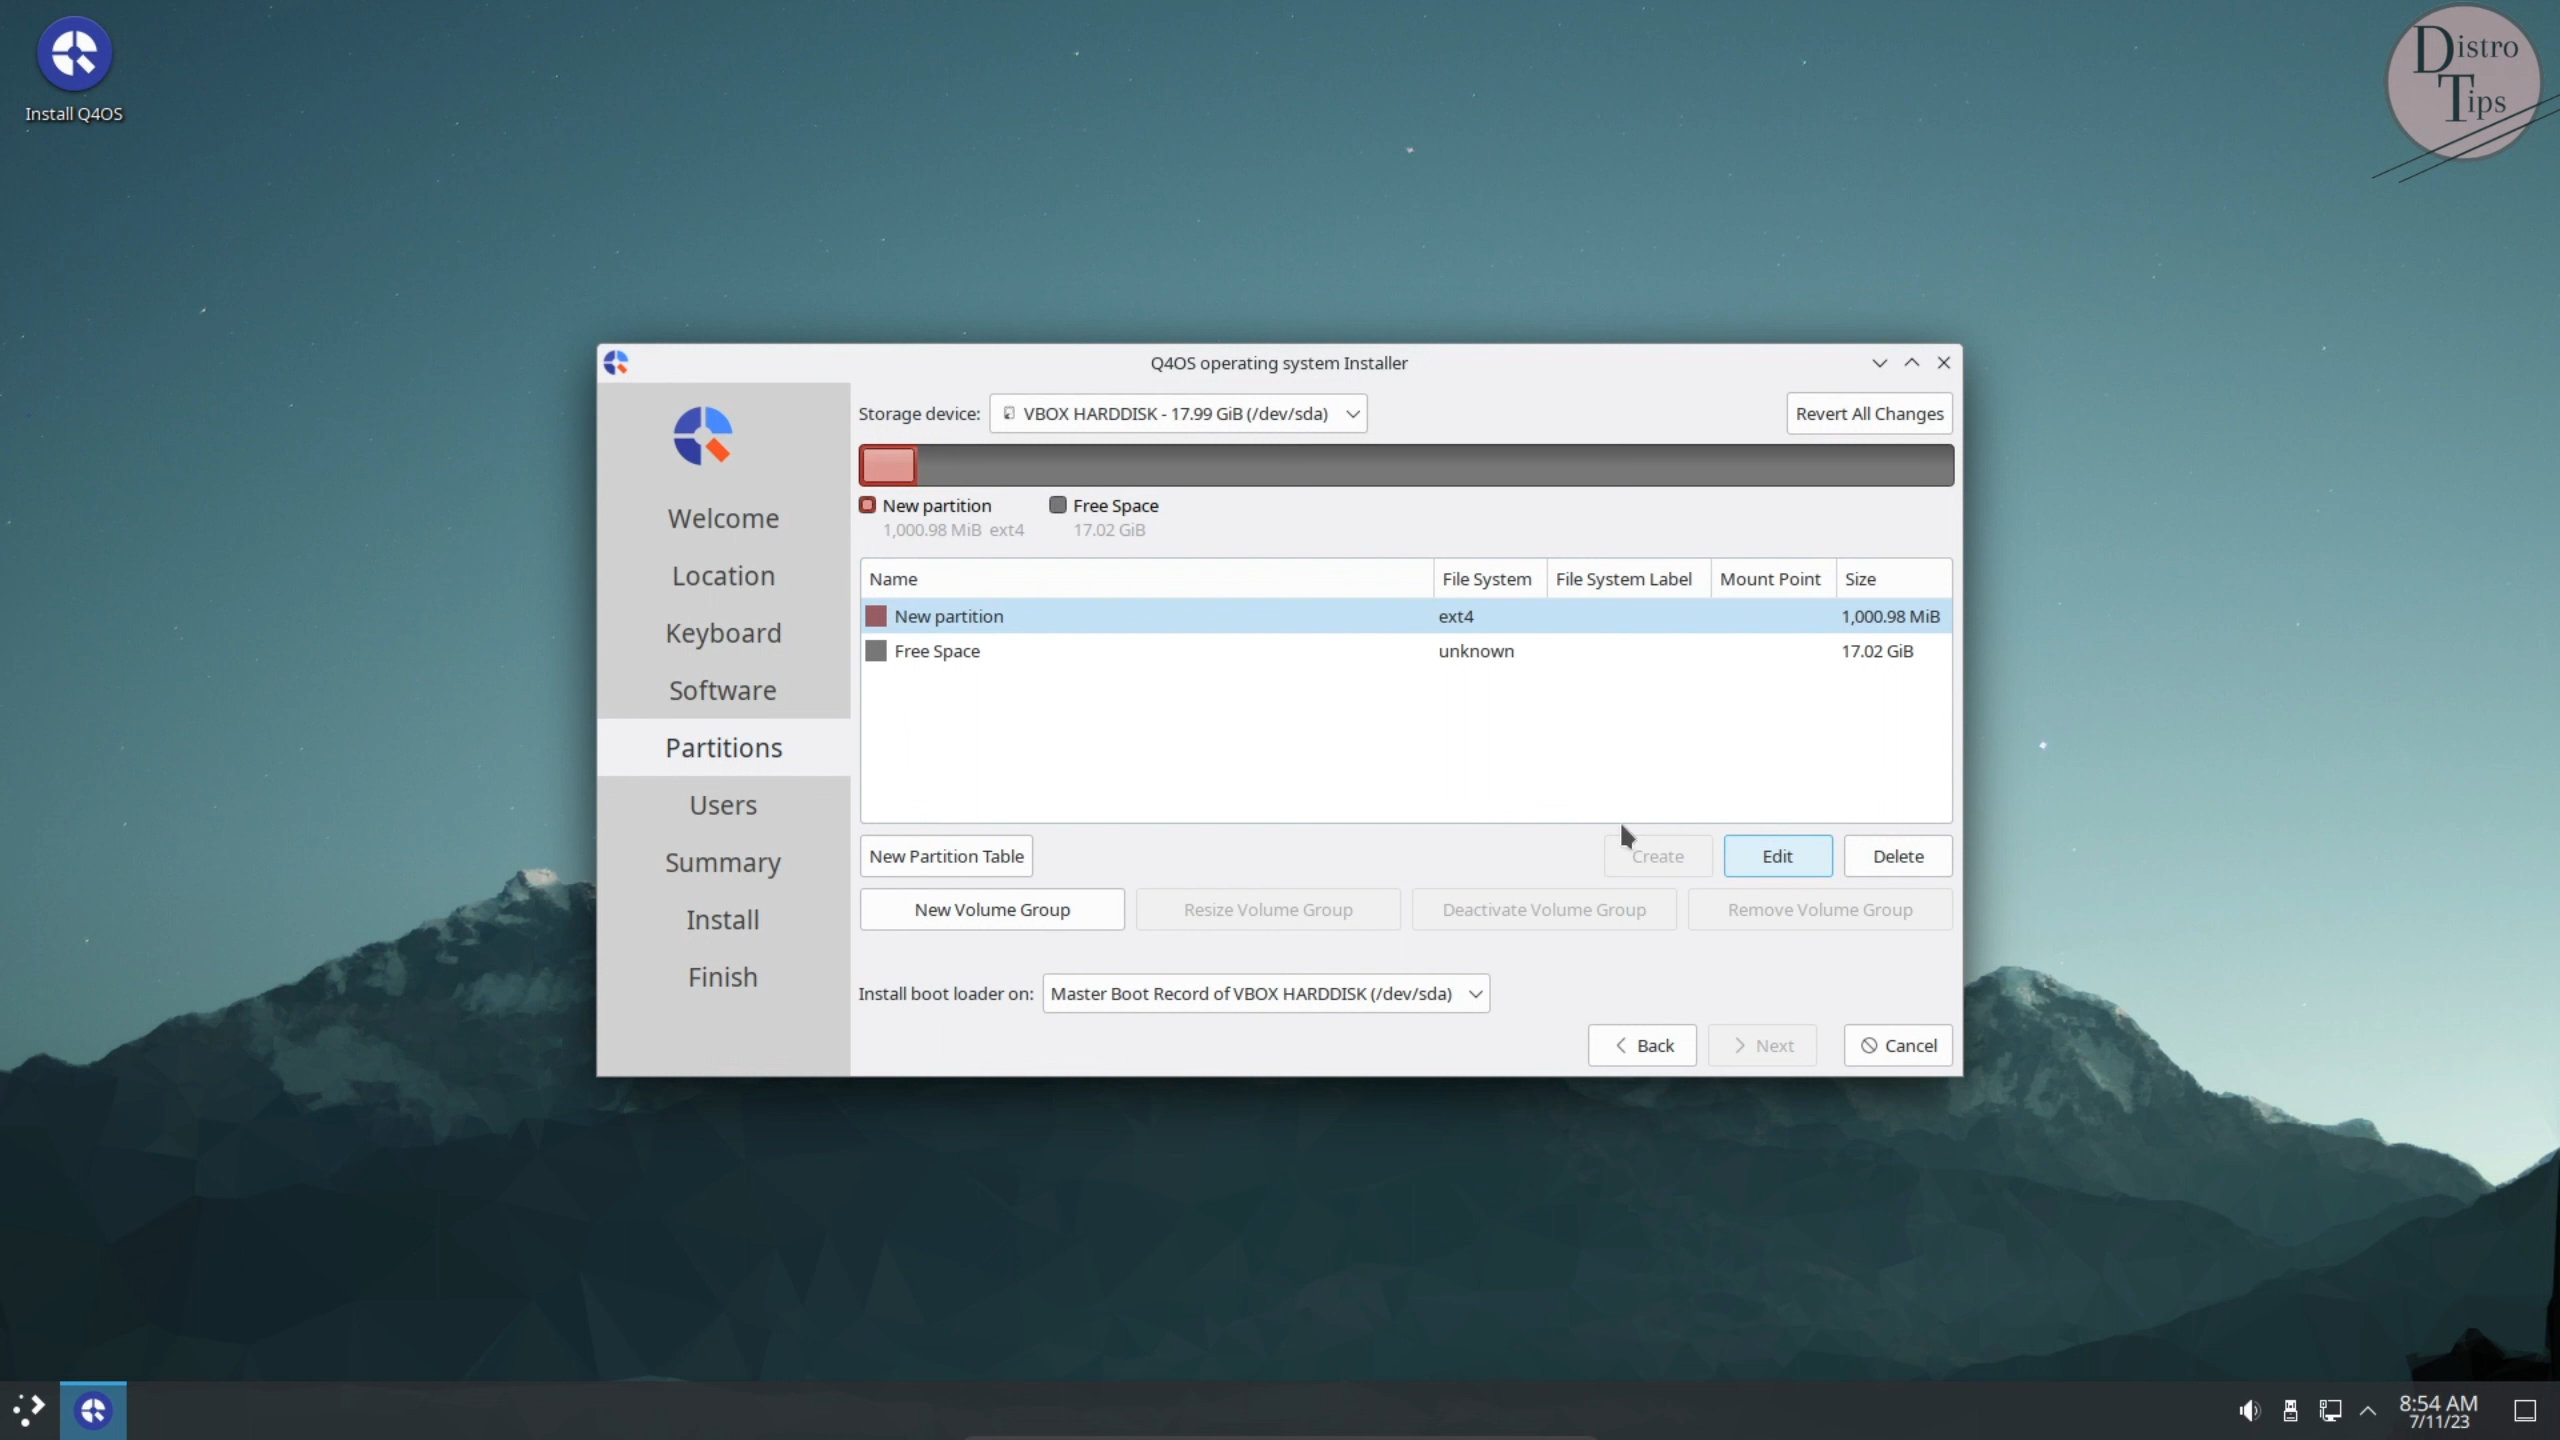 Install Q4OS
Distro
Tips
Q4OS operating system Installer
Welcome
Location
Keyboard
Software
Partitions
Users
Summary
Install
Finish
Storage device: VBOX HARDDISK - 17.99 GiB (/dev/sda) Revert All Changes
New partition Free Space
1,000.98 MiB ext4 17.02 GiB
Name File System File System Label Mount Point Size
New partition ext4 1,000.98 MiB
Free Space unknown 17.02 GiB
New Partition Table Create Edit Delete
New Volume Group Resize Volume Group Deactivate Volume Group Remove Volume Group
Install boot loader on: Master Boot Record of VBOX HARDDISK (/dev/sda)
Back Next Cancel
8:54 AM
7/11/23